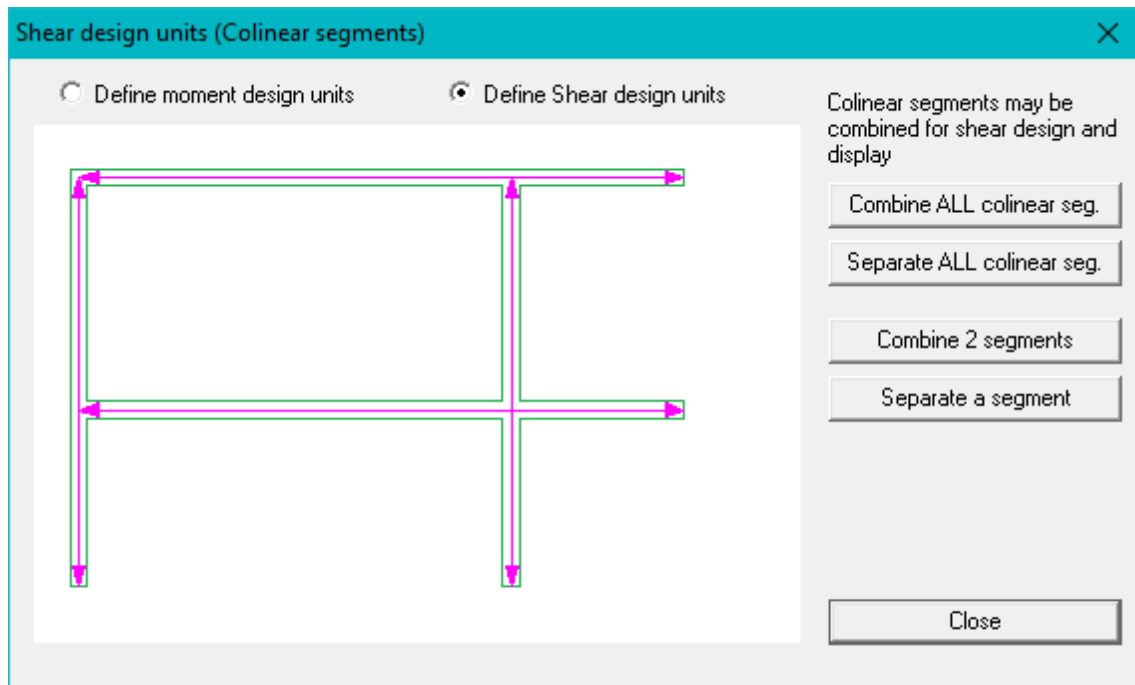 Shear design units (Colinear segments)
Define moment design units
Define Shear design units
Colinear segments may be
combined for shear design and
display
Combine ALL colinear seg.
Separate ALL colinear seg.
Combine 2 segments
Separate a segment
Close